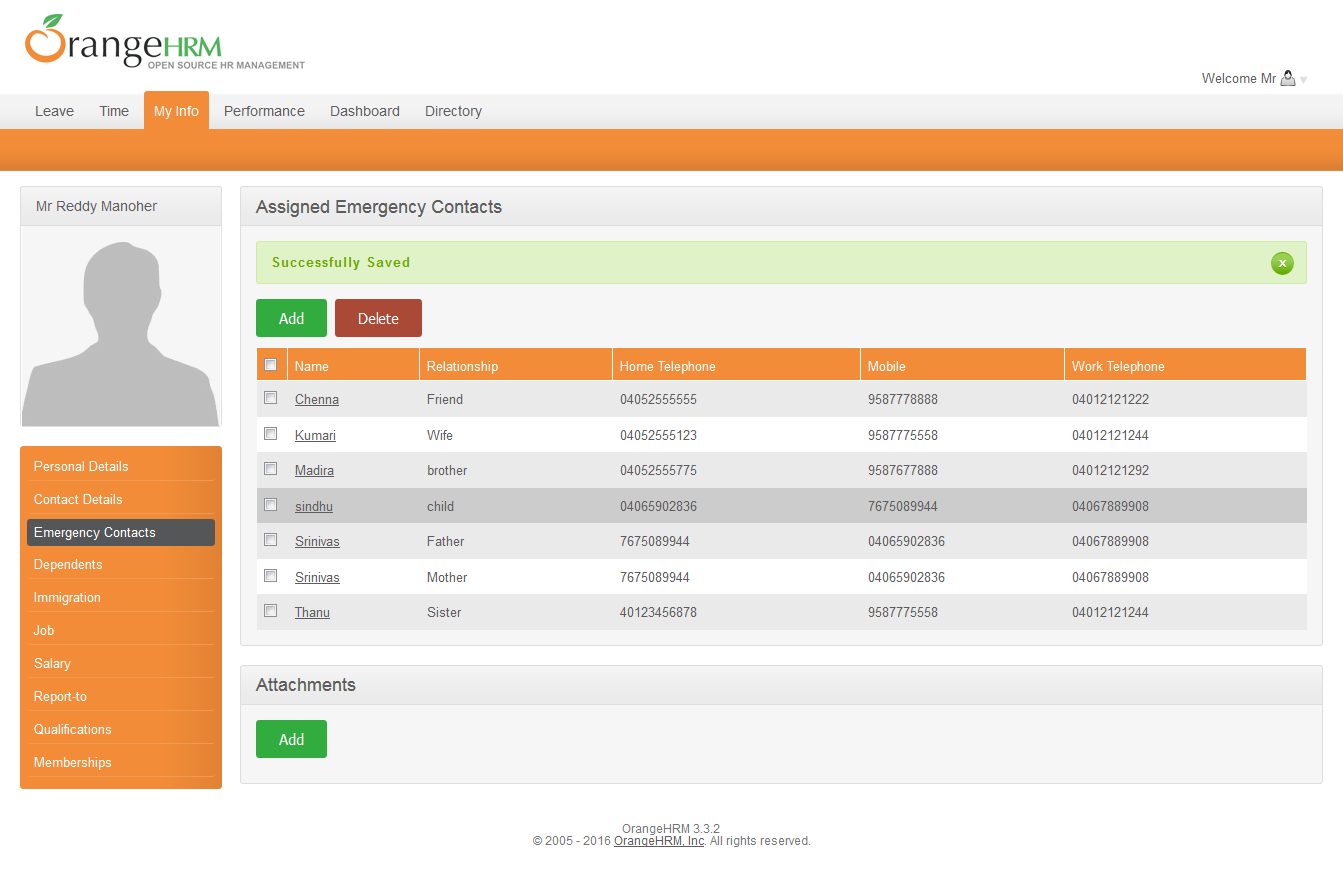 OrangeHRM
OPEN SOURCE HR MANAGEMENT
Welcome Mr
Leave Time My Info Performance Dashboard Directory
Mr Reddy Manoher
Personal Details
Contact Details
Emergency Contacts
Dependents
Immigration
Job
Salary
Report-to
Qualifications
Memberships
Assigned Emergency Contacts
Successfully Saved x
Add Delete
Name Relationship Home Telephone Mobile Work Telephone
Chenna Friend 04052555555 9587778888 04012121222
Kumari Wife 04052555123 9587775558 04012121244
Madira brother 04052555775 9587677888 04012121292
sindhu child 04065902836 7675089944 04067889908
Srinivas Father 7675089944 04065902836 04067889908
Srinivas Mother 7675089944 04065902836 04067889908
Thanu Sister 40123456878 9587775558 04012121244
Attachments
Add
OrangeHRM 3.3.2
© 2005 - 2016 OrangeHRM, Inc. All rights reserved.